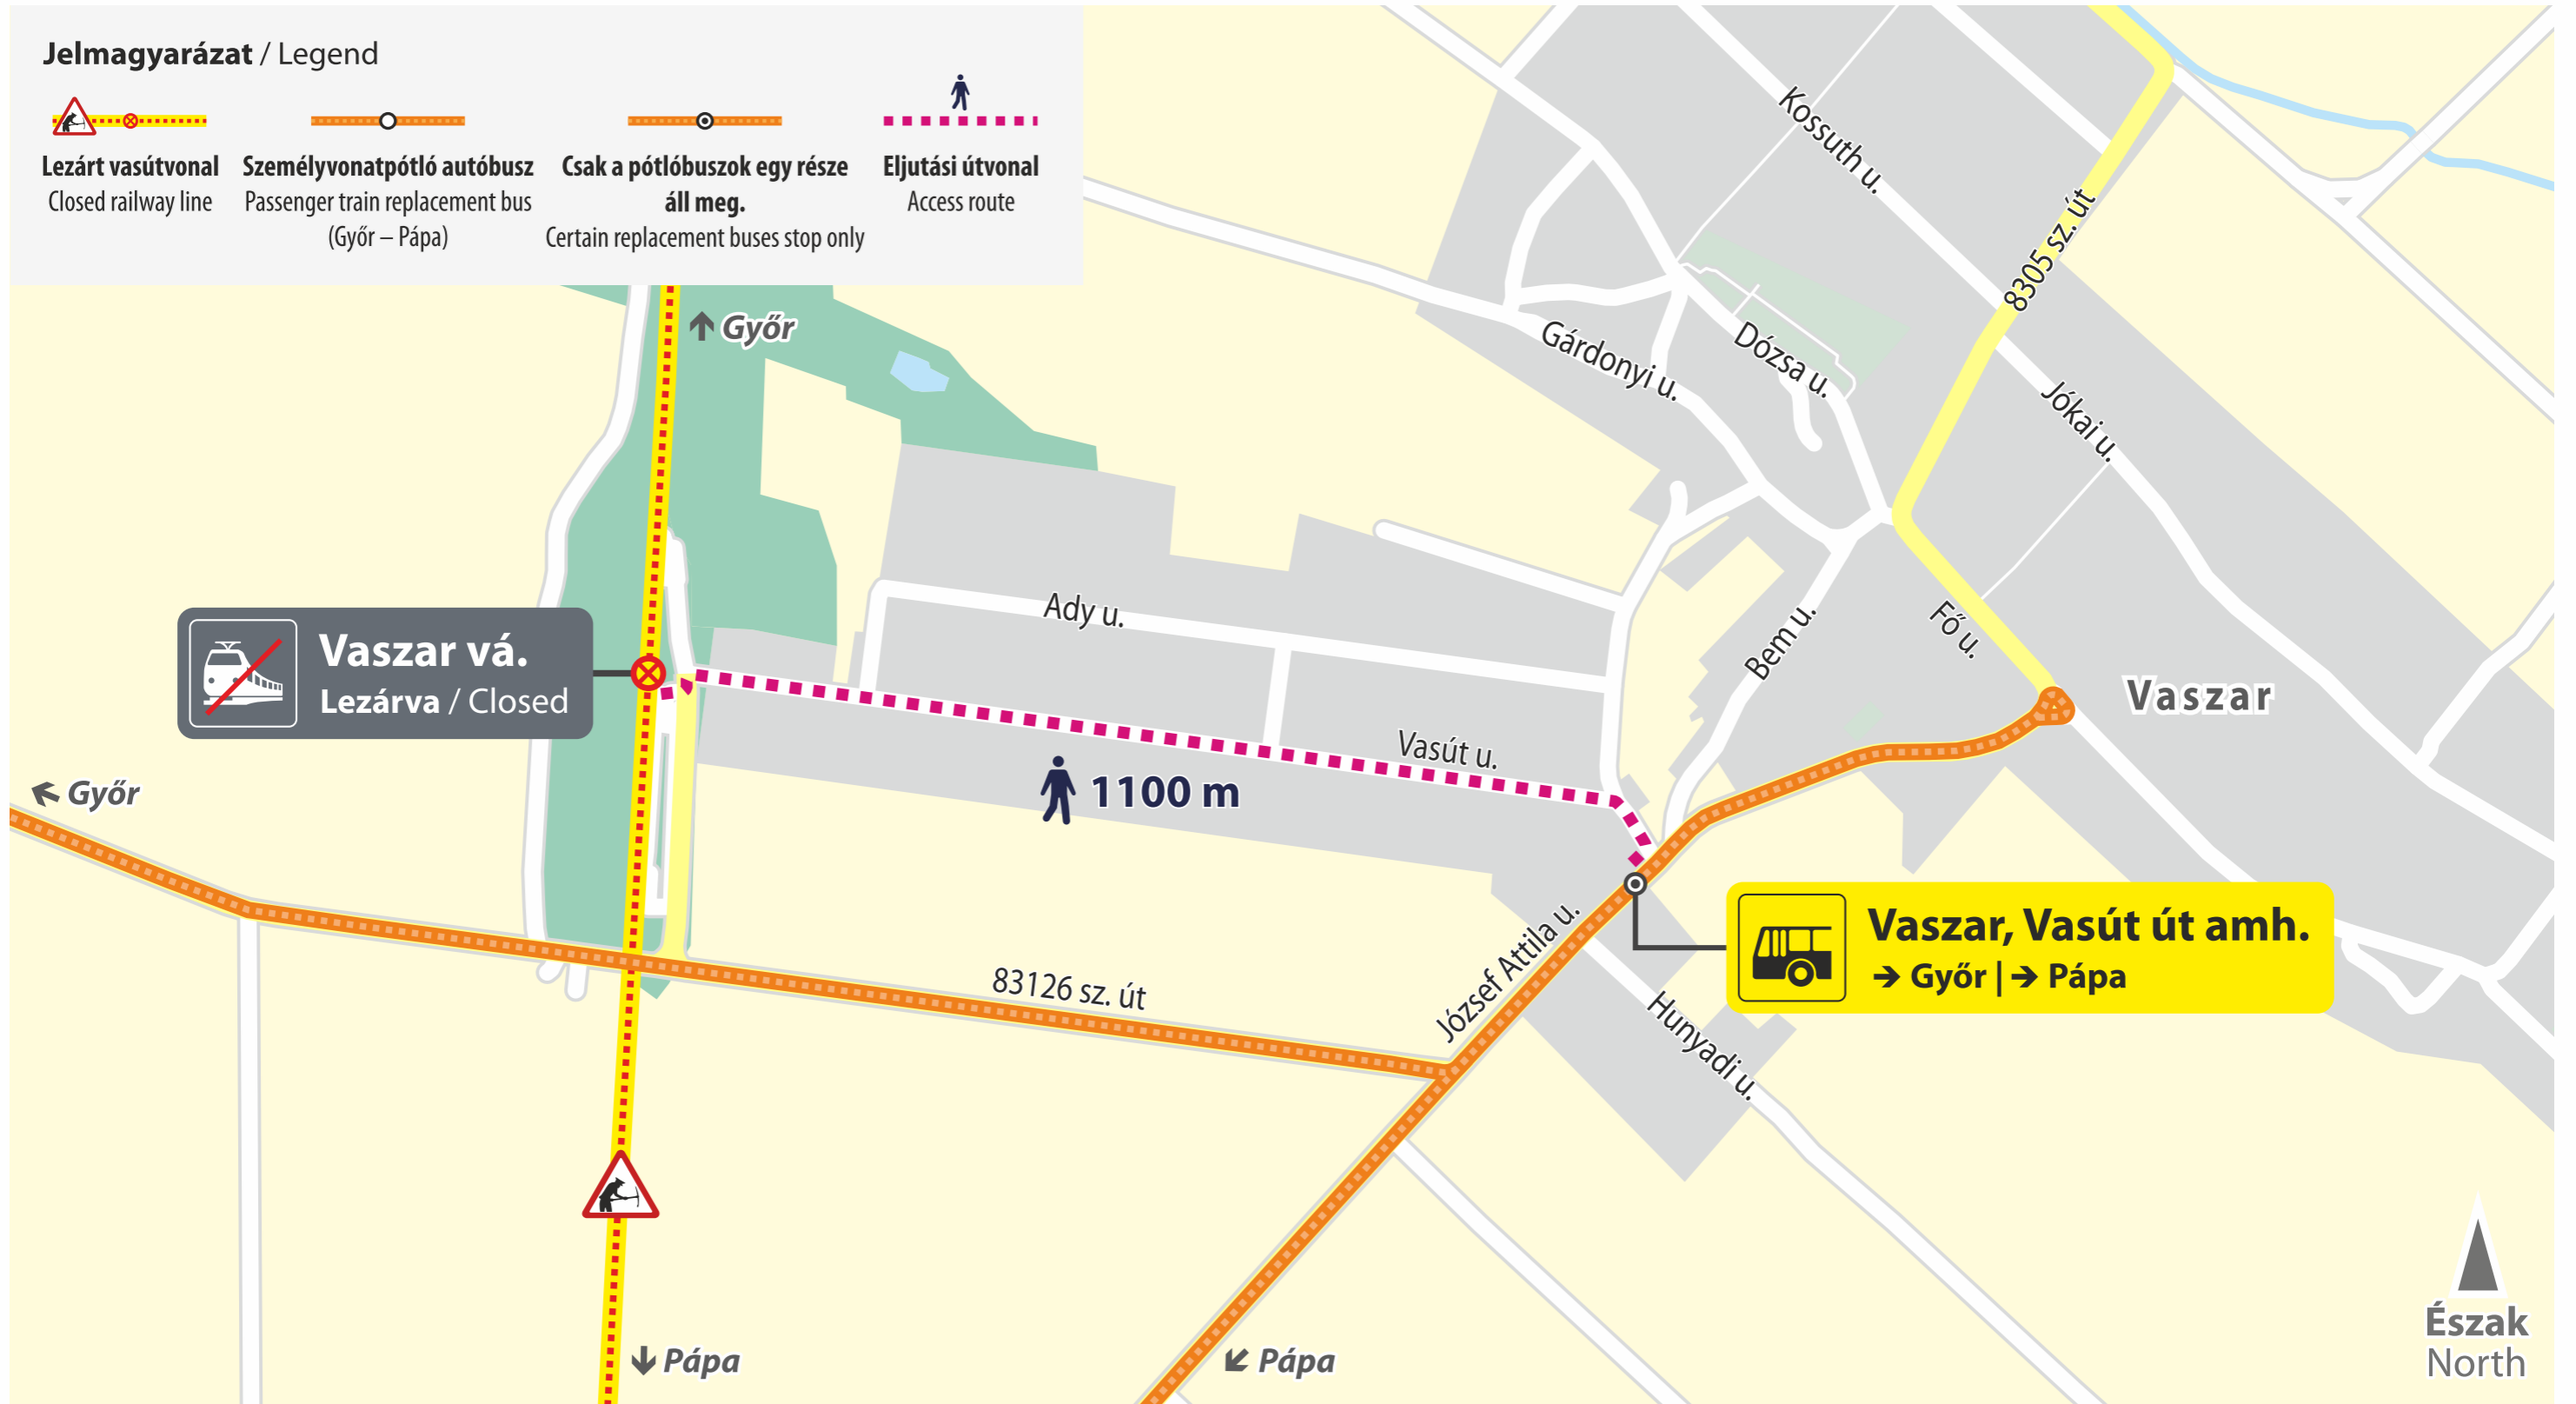 Jelmagyarázat / Legend
Lezárt vasútvonal
Closed railway line
Személyvonatpótló autóbusz
Passenger train replacement bus
(Győr – Pápa)
Csak a pótlóbuszok egy része
áll meg.
Certain replacement buses stop only
Eljutási útvonal
Access route
Győr
Kossuth u.
8305 sz. út
Gárdonyi u.
Dózsa u.
Jókai u.
Ady u.
Bem u.
Fő u.
Vaszar vá.
Lezárva / Closed
Vaszar
Vasút u.
1100 m
Győr
Vaszar, Vasút út amh.
→ Győr | → Pápa
József Attila u.
83126 sz. út
Hunyadi u.
Pápa
Pápa
Észak
North